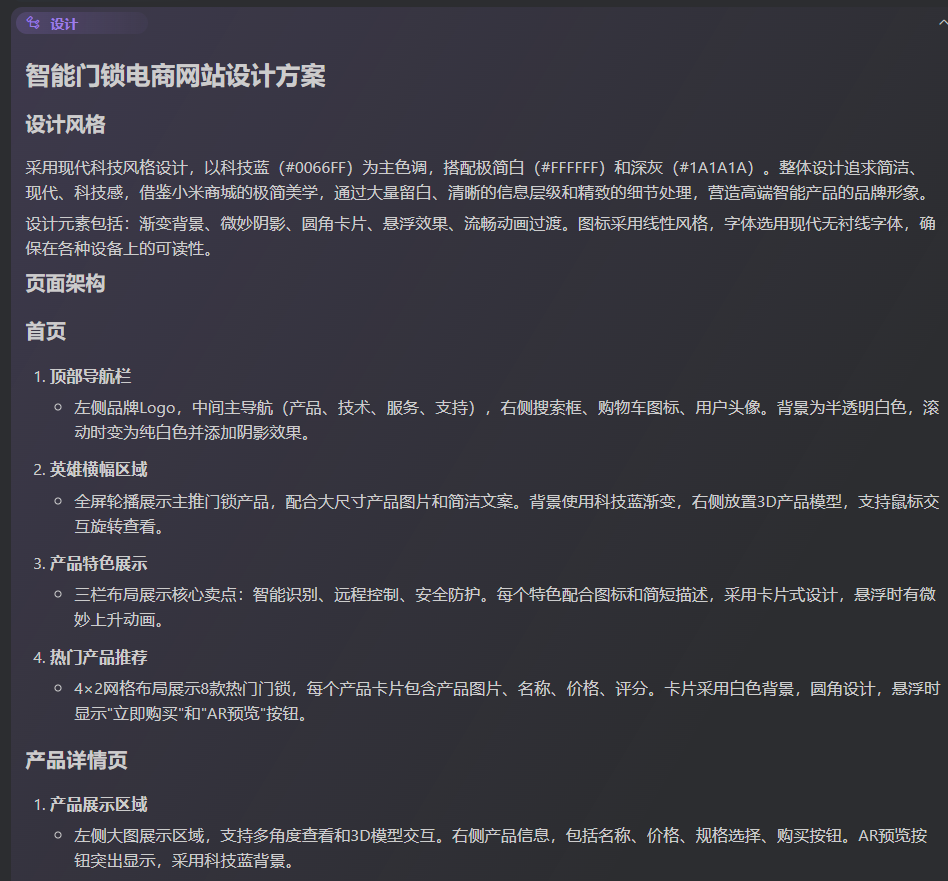 设计
智能门锁电商网站设计方案
设计风格
采用现代科技风格设计，以科技蓝（#0066FF）为主色调，搭配极简白（#FFFFFF）和深灰（#1A1A1A）。整体设计追求简洁、
现代、科技感，借鉴小米商城的极简美学，通过大量留白、清晰的信息层级和精致的细节处理，营造高端智能产品的品牌形象。
设计元素包括：渐变背景、微妙阴影、圆角卡片、悬浮效果、流畅动画过渡。图标采用线性风格，字体选用现代无衬线字体，确
保在各种设备上的可读性。
页面架构
首页
1. 顶部导航栏
左侧品牌Logo，中间主导航（产品、技术、服务、支持），右侧搜索框、购物车图标、用户头像。背景为半透明白色，滚
动时变为纯白色并添加阴影效果。
2. 英雄横幅区域
全屏轮播展示主推门锁产品，配合大尺寸产品图片和简洁文案。背景使用科技蓝渐变，右侧放置3D产品模型，支持鼠标交
互旋转查看。
3. 产品特色展示
三栏布局展示核心卖点：智能识别、远程控制、安全防护。每个特色配合图标和简短描述，采用卡片式设计，悬浮时有微
妙上升动画。
4. 热门产品推荐
4×2网格布局展示8款热门门锁，每个产品卡片包含产品图片、名称、价格、评分。卡片采用白色背景，圆角设计，悬浮时
显示"立即购买"和"AR预览"按钮。
产品详情页
1. 产品展示区域
左侧大图展示区域，支持多角度查看和3D模型交互。右侧产品信息，包括名称、价格、规格选择、购买按钮。AR预览按
钮突出显示，采用科技蓝背景。